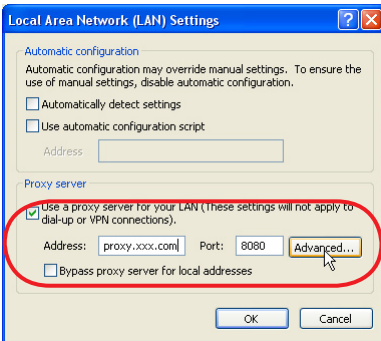 Local Area Network (LAN) Settings
Automatic configuration
Automatic configuration may override manual settings. To ensure the
use of manual settings, disable automatic configuration.
Automatically detect settings
Use automatic configuration script
Address
Proxy server
Use a proxy server for your LAN (These settings will not apply to
dial-up or VPN connections).
Address: proxy.xxx.com Port: 8080 Advanced...
Bypass proxy server for local addresses
OK Cancel